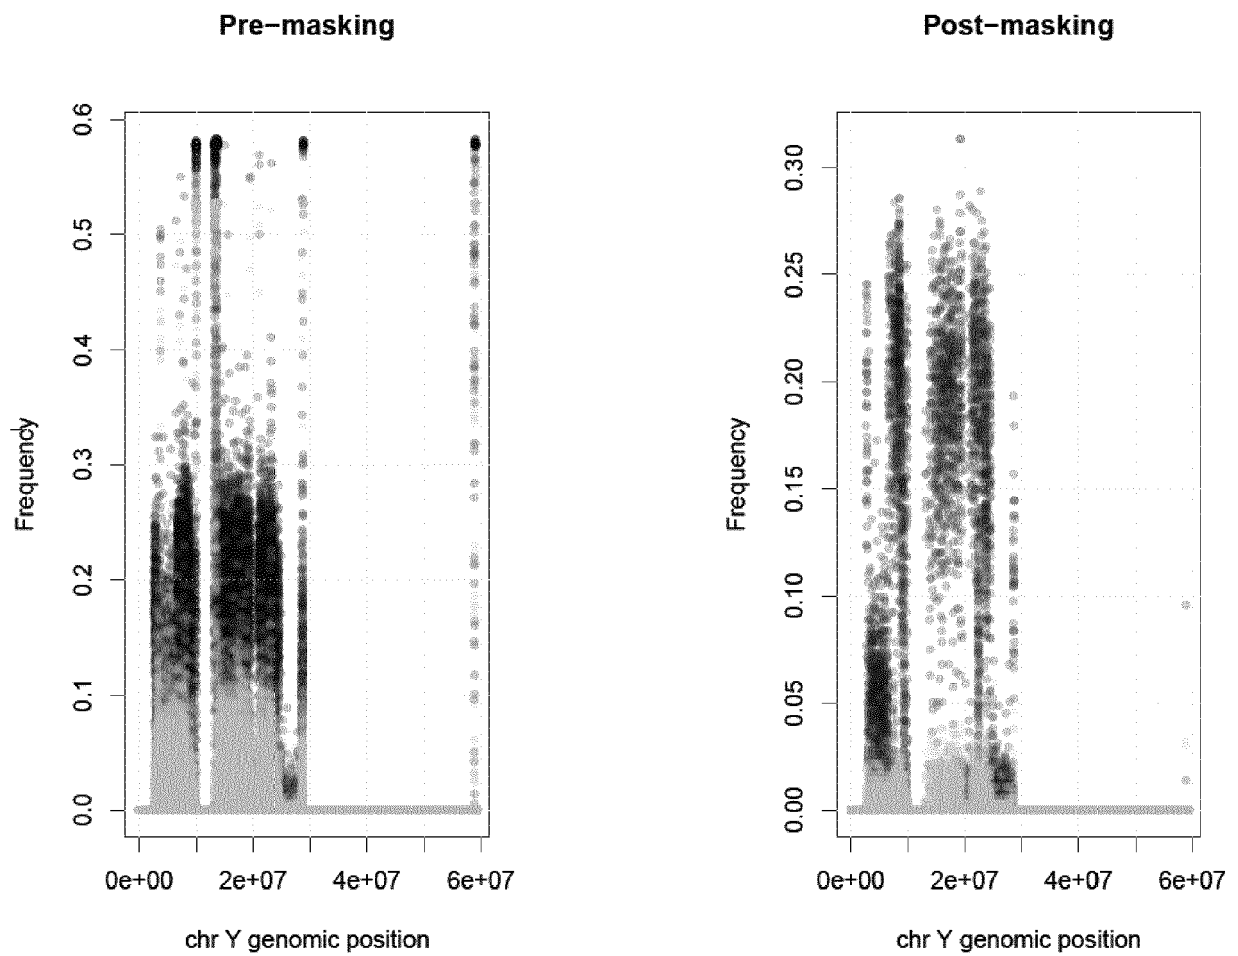 Pre−masking
Post−masking
Frequency
0.6
0.5
0.4
0.3
0.2
0.1
0.0
0e+00 2e+07 4e+07 6e+07
chr Y genomic position
Frequency
0.30
0.25
0.20
0.15
0.10
0.05
0.00
0e+00 2e+07 4e+07 6e+07
chr Y genomic position